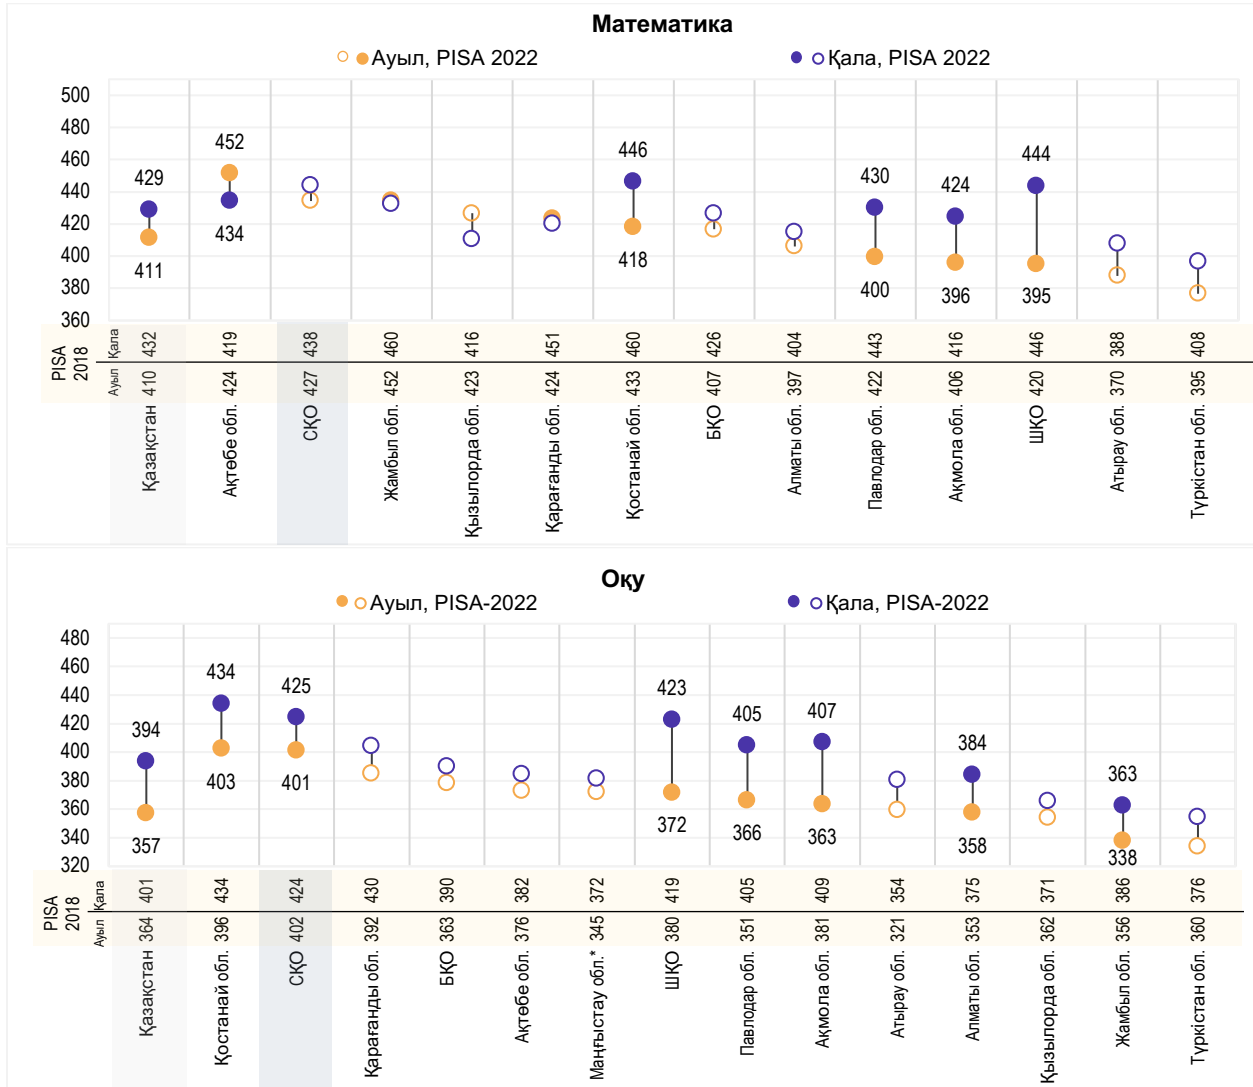 Математика
Ауыл, PISA 2022 Қала, PISA 2022
500
480
460
440
420
400
380
360
429 452 446 430 424 444
411 434 418 400 396 395
PISA 2018
Қала 432 419 438 460 416 451 460 426 404 443 416 446 388 408
Ауыл 410 424 427 452 423 424 433 407 397 422 406 420 370 395
Қазақстан Ақтөбе обл. СҚО Жамбыл обл. Қызылорда обл. Қарағанды обл. Қостанай обл. БҚО Алматы обл. Павлодар обл. Ақмола обл. ШҚО Атырау обл. Түркістан обл.
Оқу
Ауыл, PISA-2022 Қала, PISA-2022
480
460
440
420
400
380
360
340
320
394 434 425 423 405 407 384 363
357 403 401 372 366 363 358 338
PISA 2018
Қала 401 434 424 430 390 382 372 419 405 409 354 375 371 386 376
Ауыл 364 396 402 392 363 376 345 380 351 381 321 353 362 356 360
Қазақстан Қостанай обл. СҚО Қарағанды обл. БҚО Ақтөбе обл. Маңғыстау обл.* ШҚО Павлодар обл. Ақмола обл. Атырау обл. Алматы обл. Қызылорда обл. Жамбыл обл. Түркістан обл.